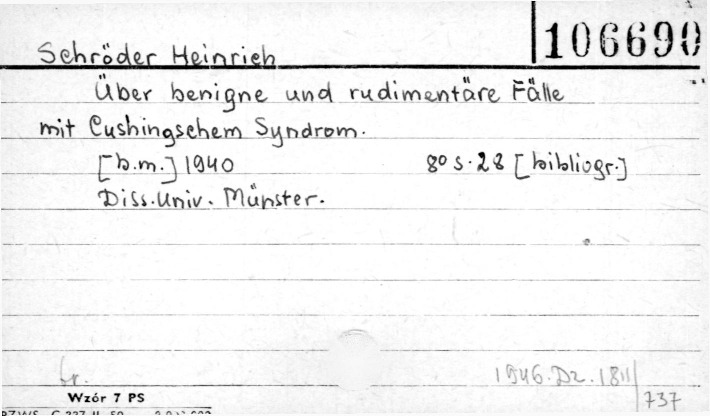 106690
Schröder Heinrich
Über benigne und rudimentäre Fälle
mit Cushingschem Syndrom.
[b.m.] 1940 8° s. 28 [bibliogr.]
Diss. Univ. Münster.
1946. Dz. 1811/737
Wzór 7 PS